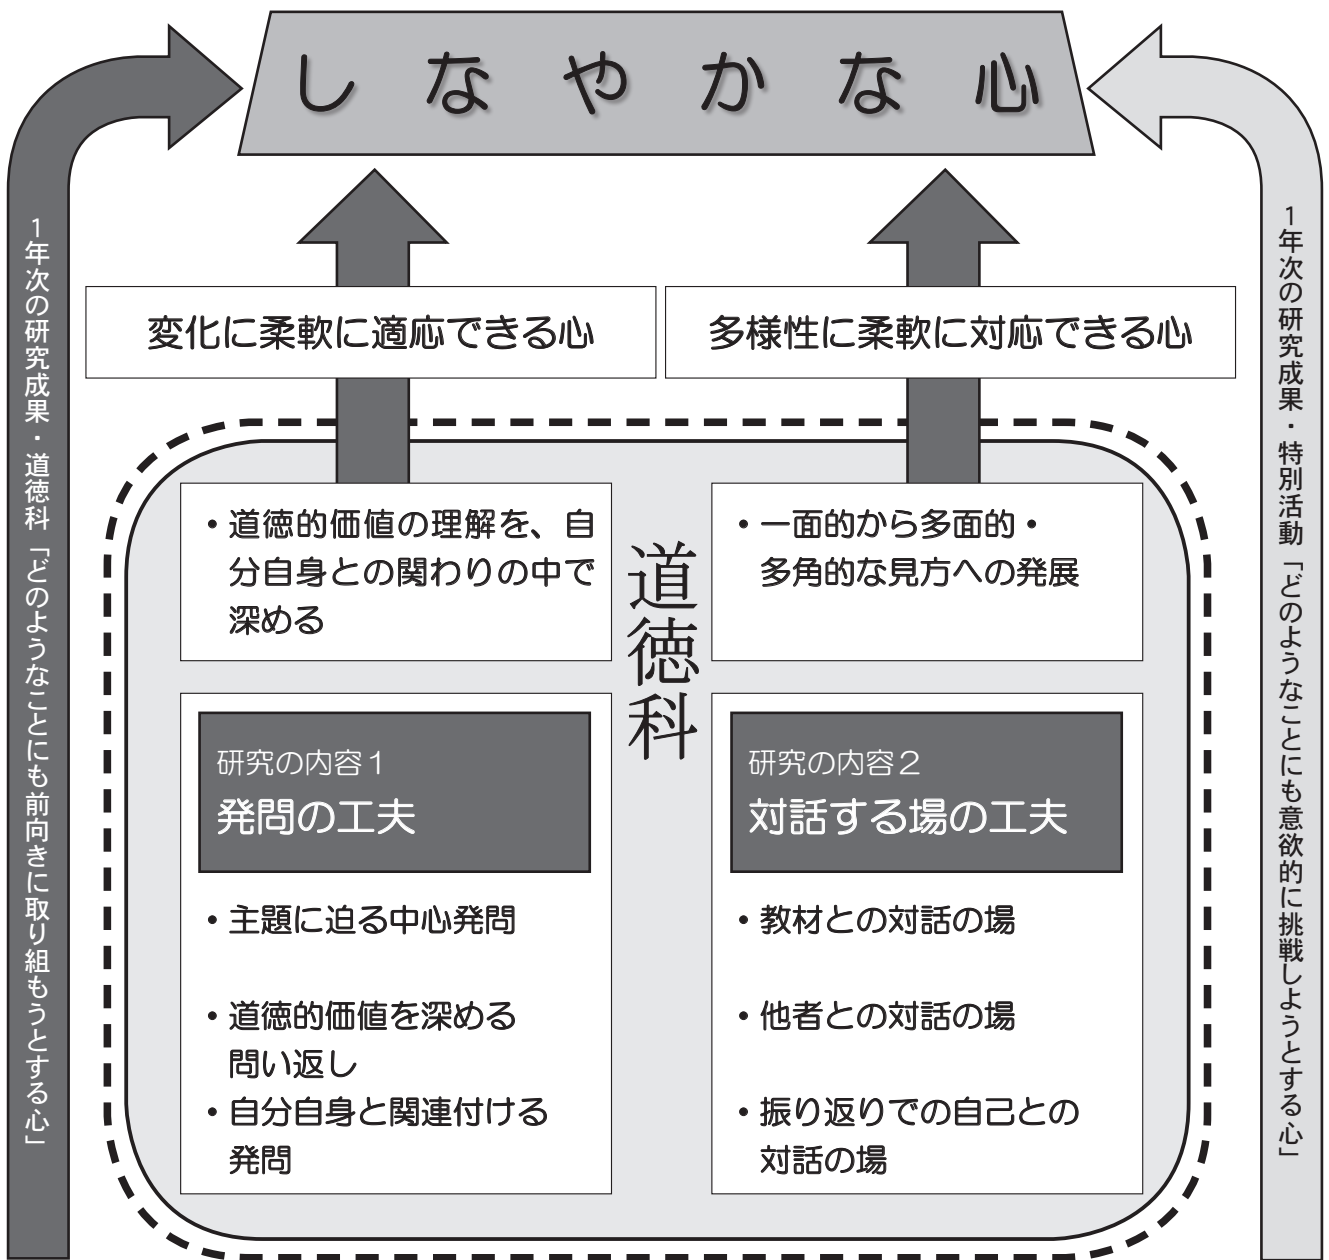 しなやかな心
1年次の研究成果・道徳科「どのようなことにも前向きに取り組もうとする心」
1年次の研究成果・特別活動「どのようなことにも意欲的に挑戦しようとする心」
変化に柔軟に適応できる心
多様性に柔軟に対応できる心
道徳科
・道徳的価値の理解を、自
分自身との関わりの中で
深める
・一面的から多面的・
多角的な見方への発展
研究の内容1
発問の工夫
・主題に迫る中心発問
・道徳的価値を深める
問い返し
・自分自身と関連付ける
発問
研究の内容2
対話する場の工夫
・教材との対話の場
・他者との対話の場
・振り返りでの自己との
対話の場